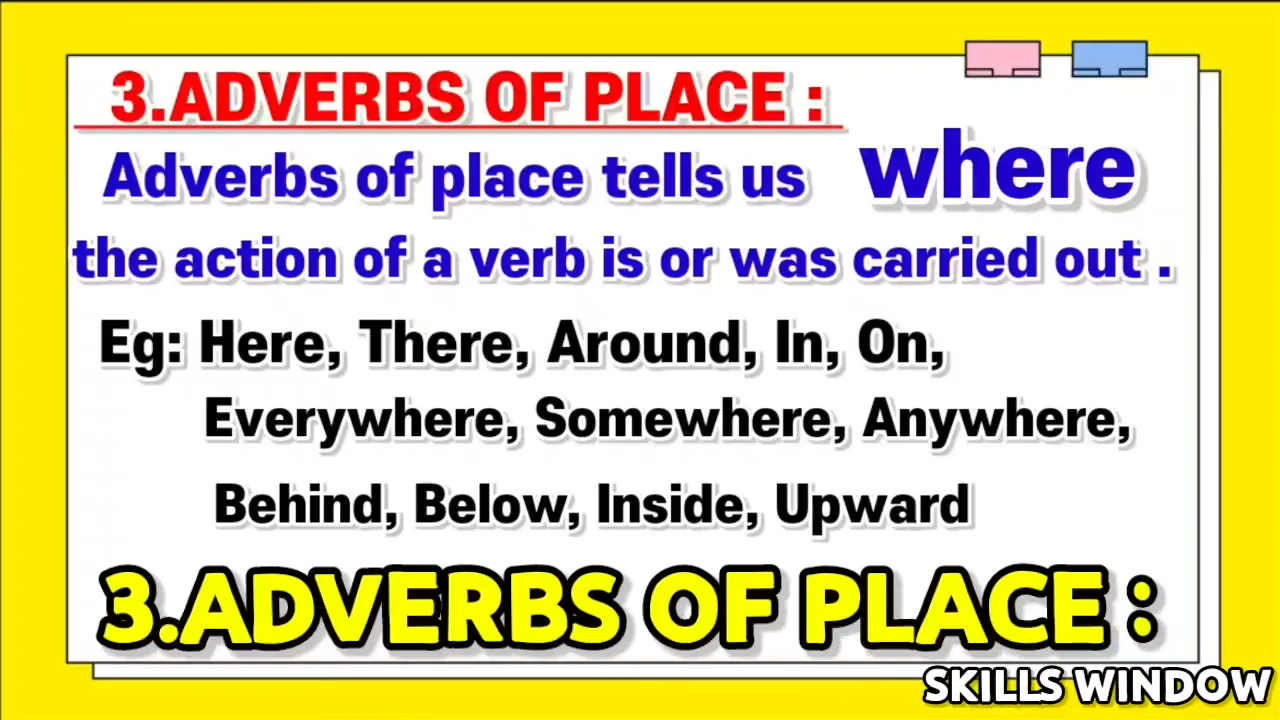 3.ADVERBS OF PLACE :
Adverbs of place tells us where
the action of a verb is or was carried out .
Eg: Here, There, Around, In, On,
Everywhere, Somewhere, Anywhere,
Behind, Below, Inside, Upward
3.ADVERBS OF PLACE :
SKILLS WINDOW